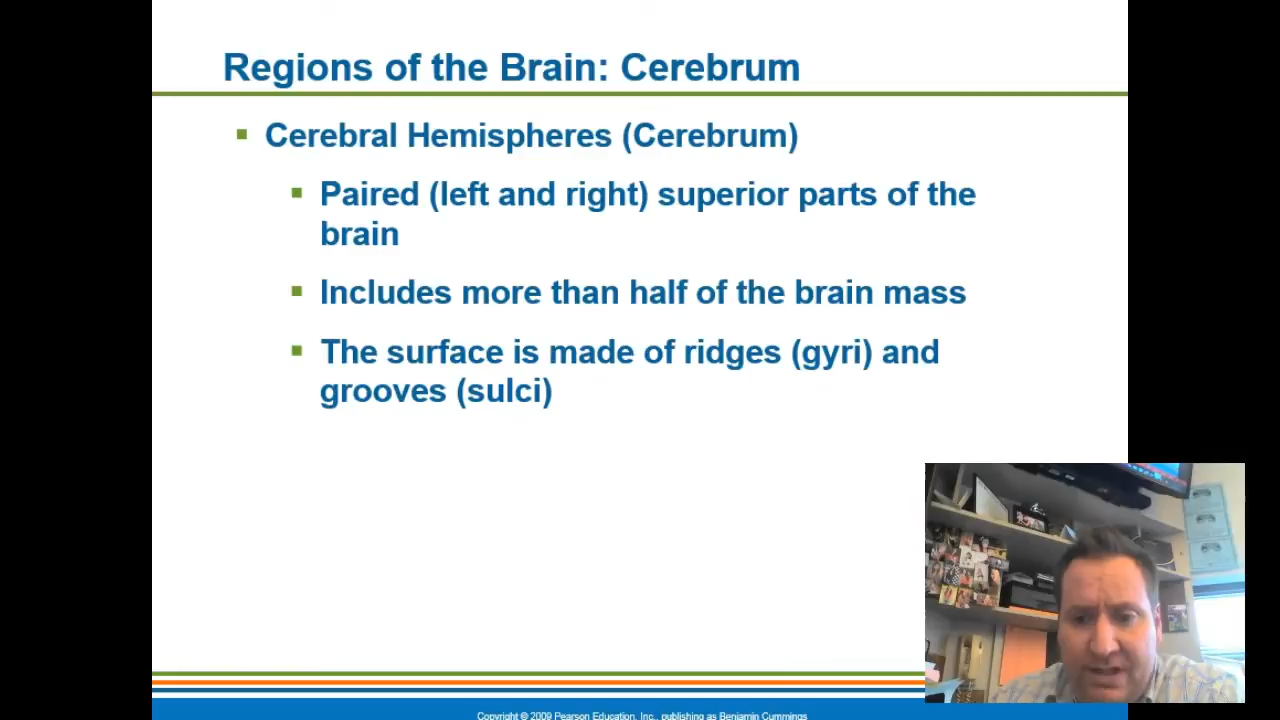 Regions of the Brain: Cerebrum
Cerebral Hemispheres (Cerebrum)
Paired (left and right) superior parts of the
brain
Includes more than half of the brain mass
The surface is made of ridges (gyri) and
grooves (sulci)
Copyright © 2009 Pearson Education, Inc., publishing as Benjamin Cummings